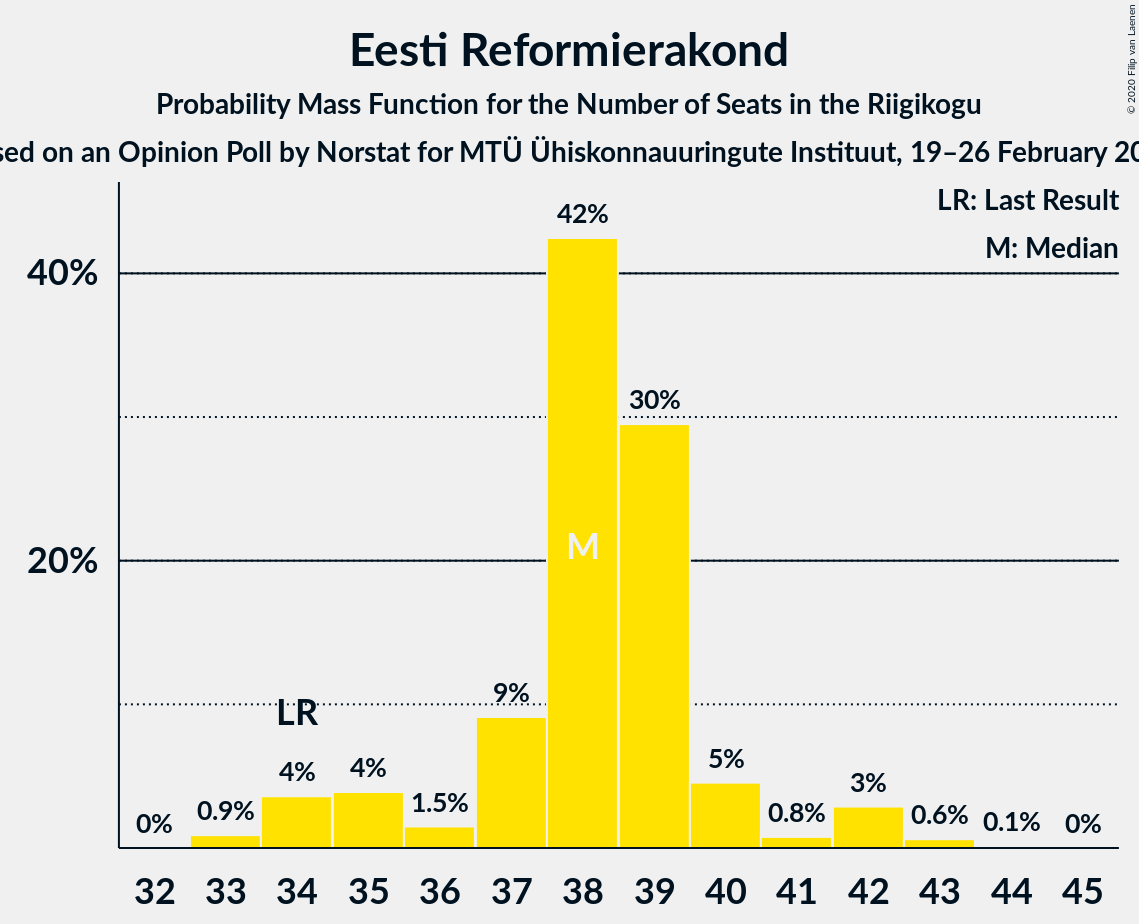 Eesti Reformierakond
Probability Mass Function for the Number of Seats in the Riigikogu
on an Opinion Poll by Norstat for MTÜ Ühiskonnauuringute Instituut, 19–26 February
© 2020 Filip van Laenen
LR: Last Result
M: Median
40%
20%
0%
0.9%
LR
4%
4%
1.5%
9%
42%
M
30%
5%
0.8%
3%
0.6%
0.1%
0%
32 33 34 35 36 37 38 39 40 41 42 43 44 45